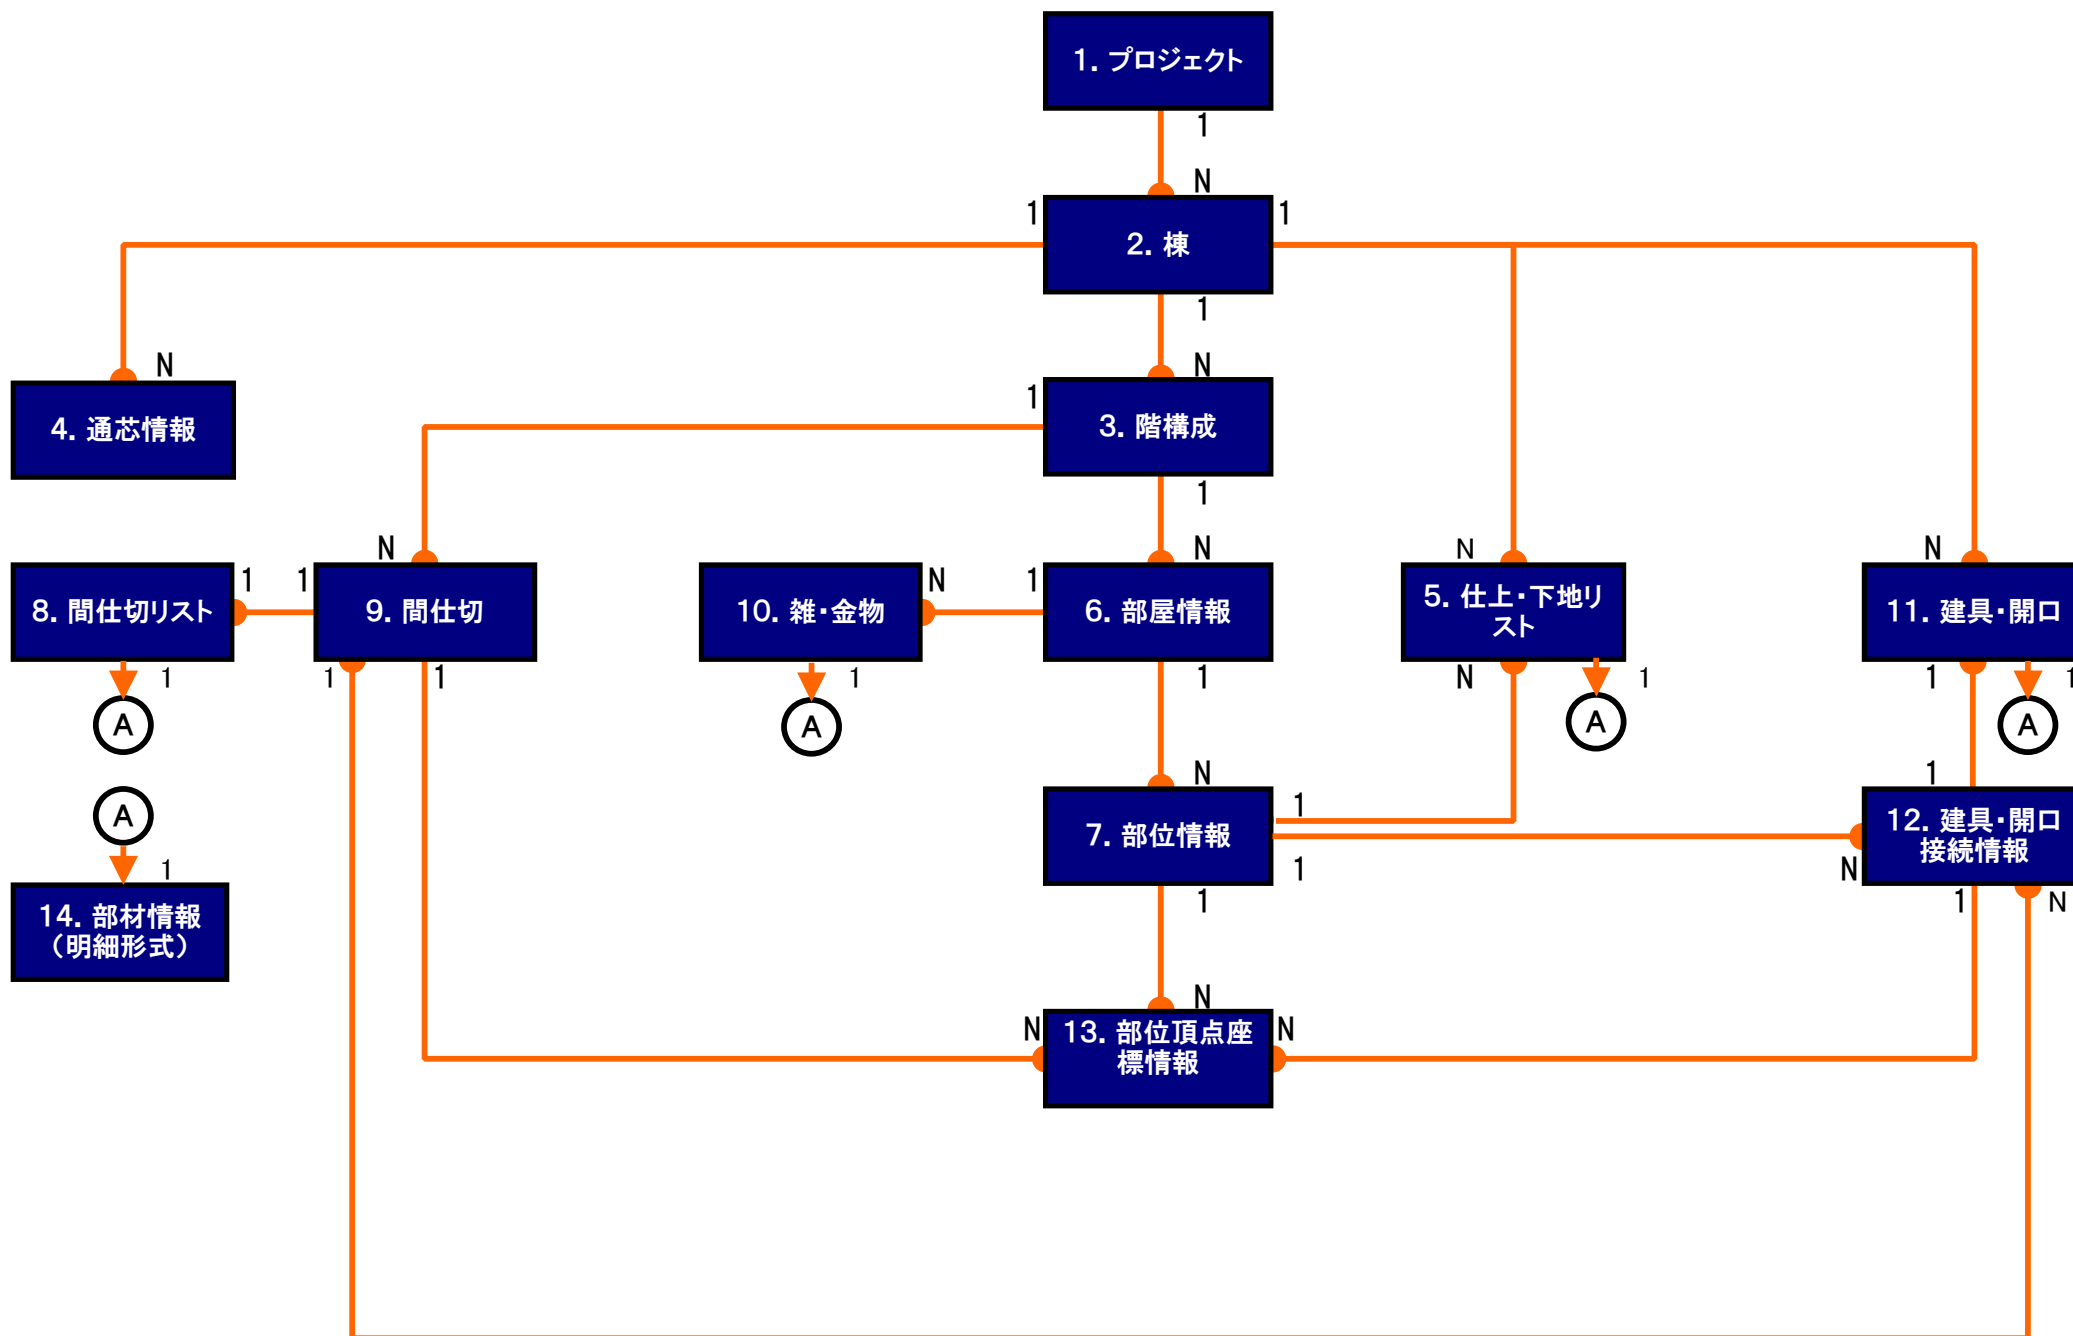 1. プロジェクト
1
N
1
2. 棟
1
1
N
N
4. 通芯情報
1
3. 階構成
1
N
N
N
N
8. 間仕切リスト
1
1
9. 間仕切
10. 雑・金物
N
1
6. 部屋情報
5. 仕上・下地リ
スト
11. 建具・開口
1
1
1
1
1
N
1
1
1
A
A
A
A
A
1
N
1
1
7. 部位情報
1
1
12. 建具・開口
接続情報
N
1
1
N
14. 部材情報
（明細形式）
N
N
13. 部位頂点座
標情報
N